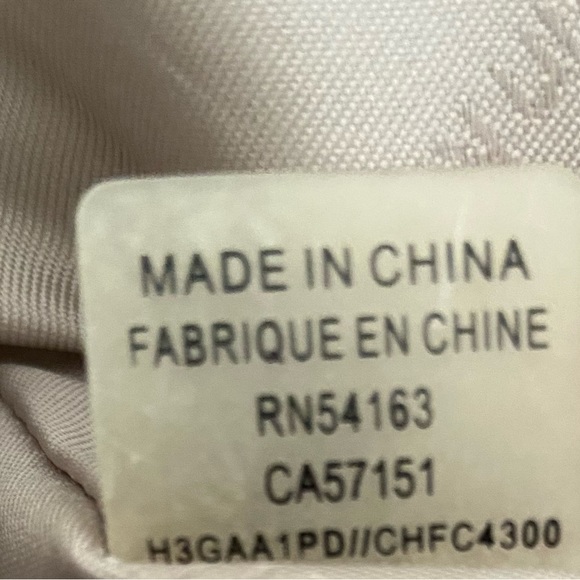 MADE IN CHINA
FABRIQUE EN CHINE
RN54163
CA57151
H3GAA1PD//CHFC4300